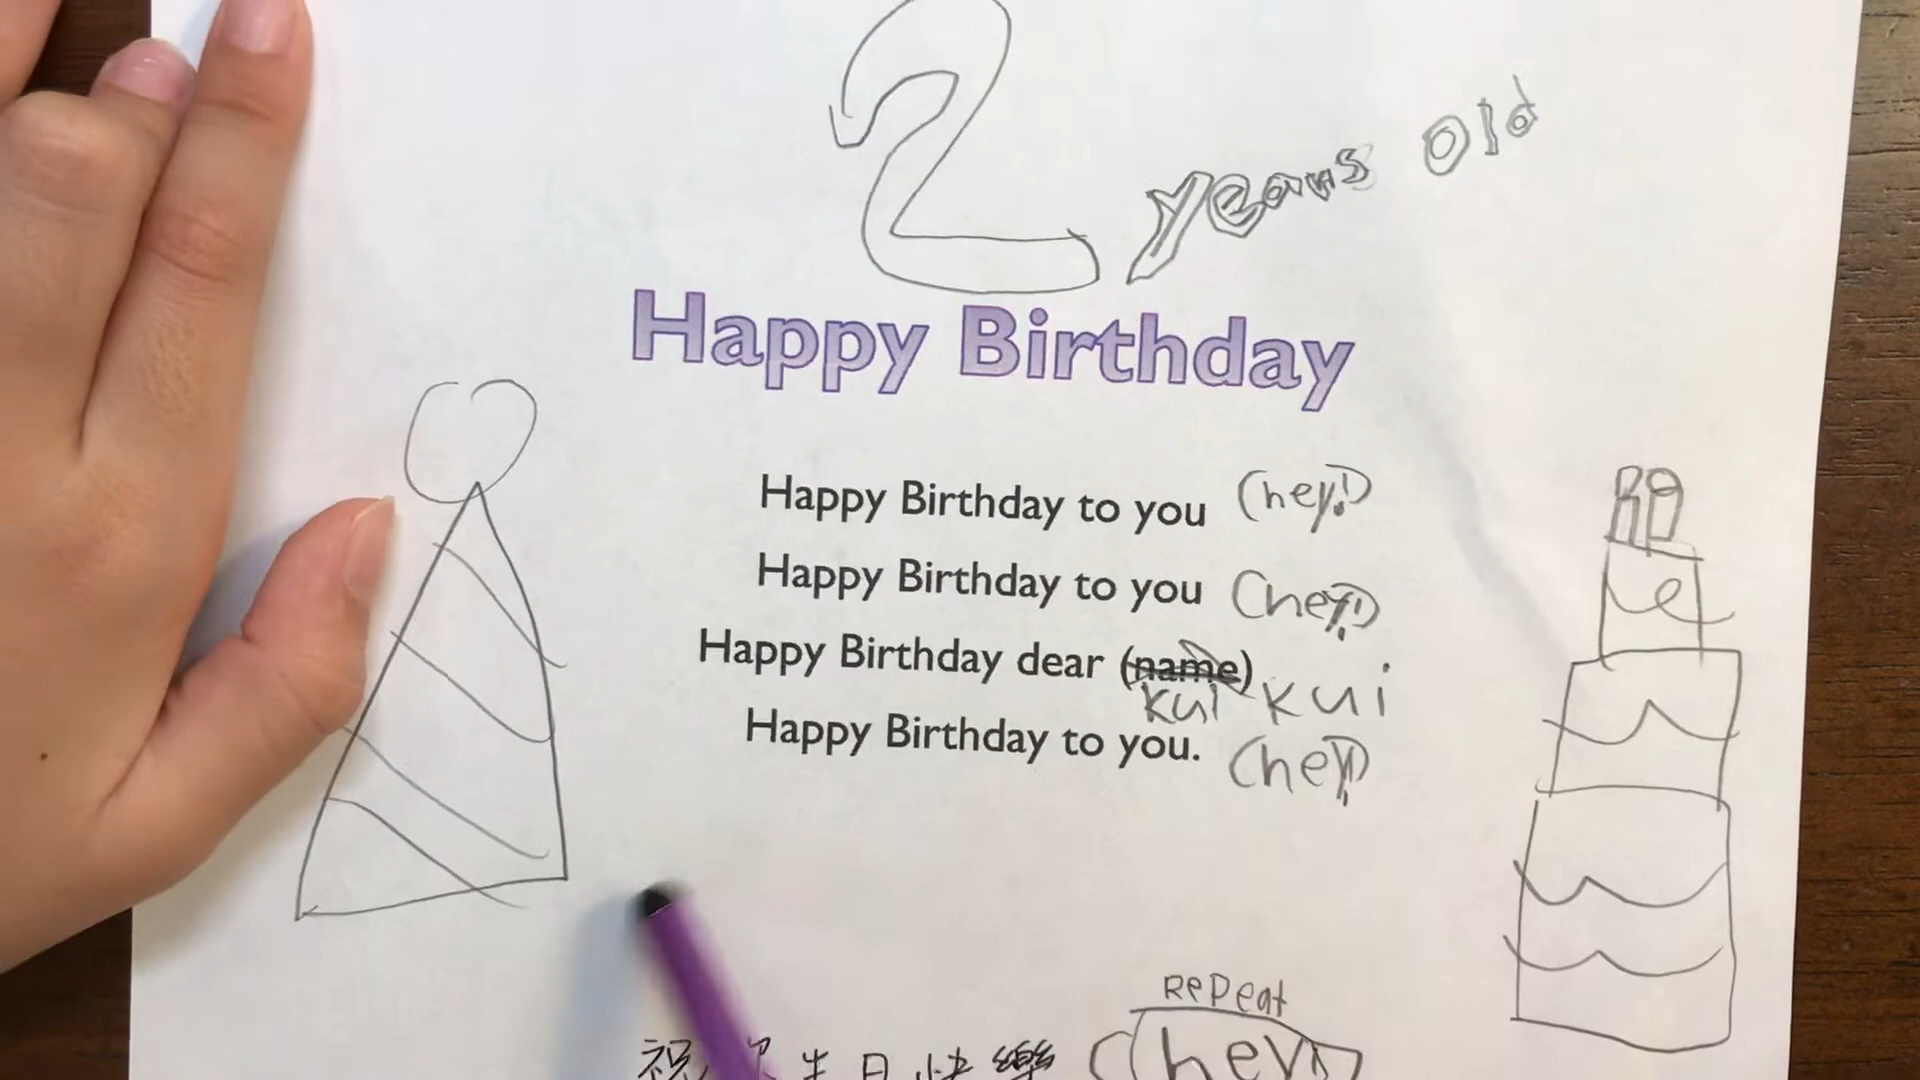 2 years old
Happy Birthday
Happy Birthday to you (hey!)
Happy Birthday to you (hey!)
Happy Birthday dear (name) kui
kui
Happy Birthday to you. (hey!)
Repeat
祝 生日快樂 (hey!)